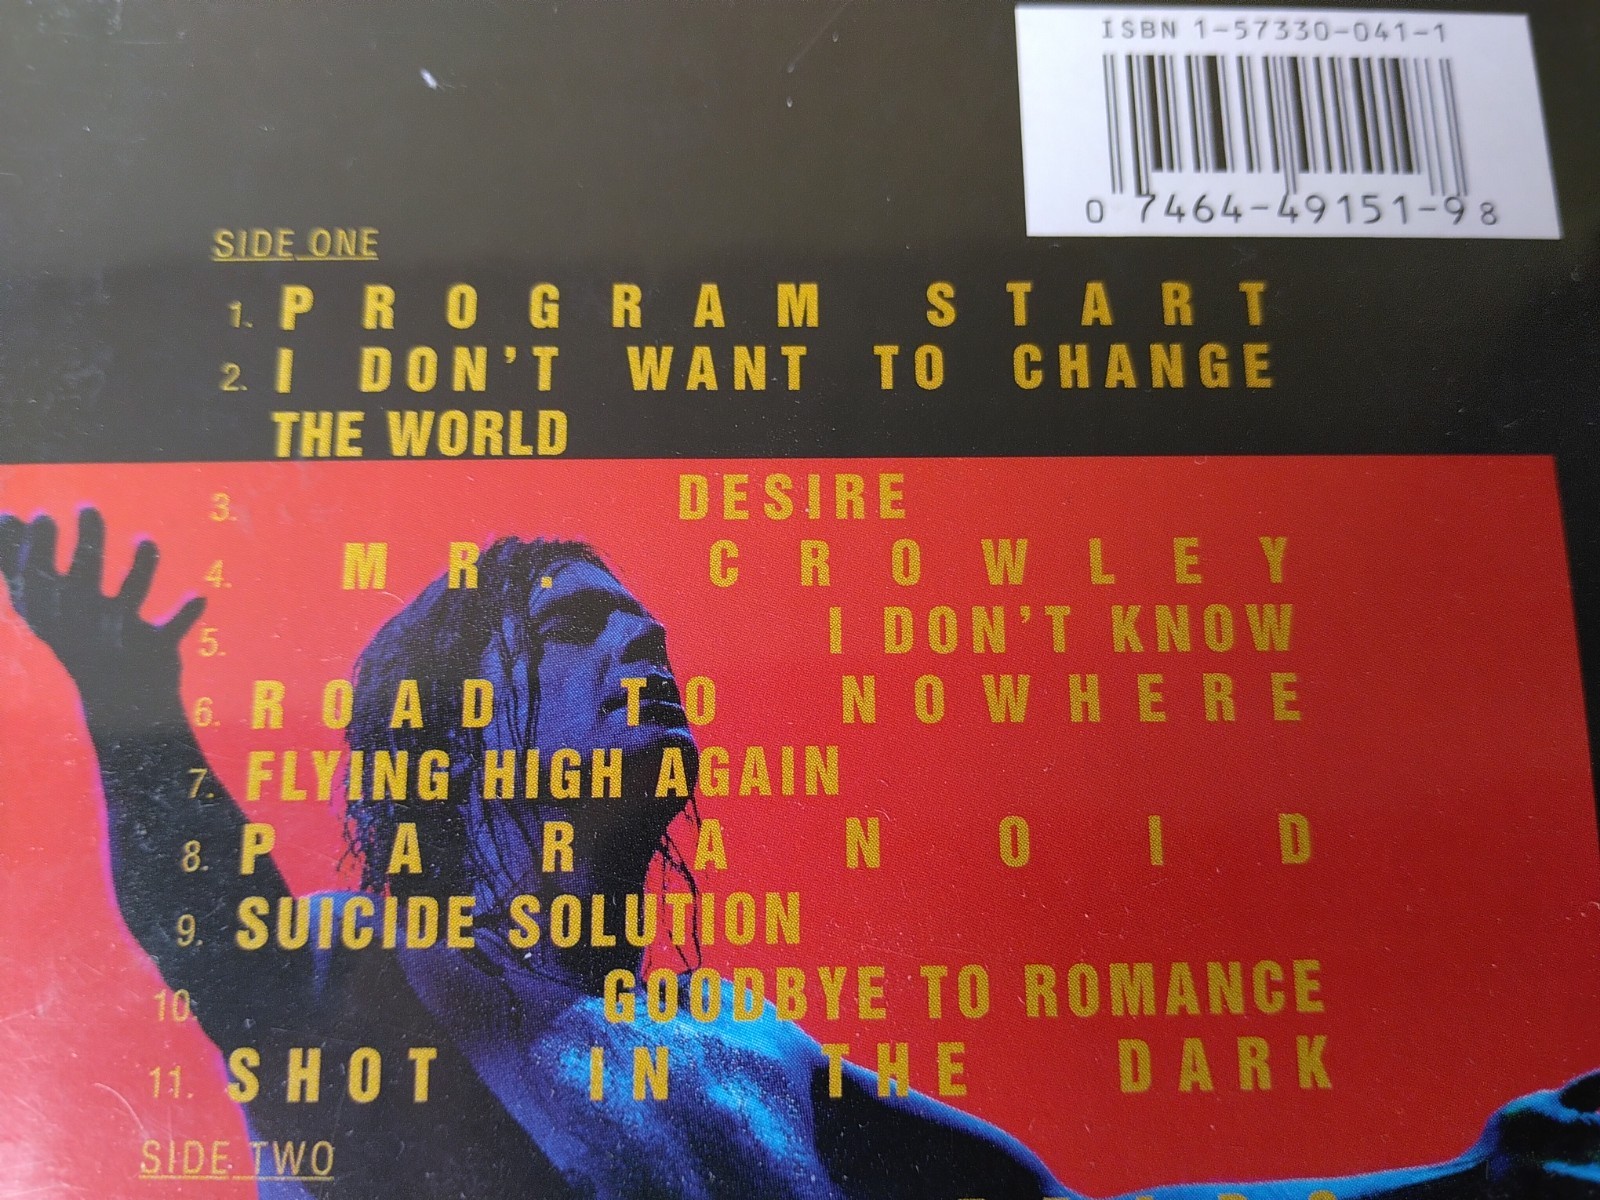 ISBN 1-57330-041-1
0 7464-49151-9 8
SIDE ONE
1. PROGRAM START
2. I DON'T WANT TO CHANGE
THE WORLD
3. DESIRE
4. MR. CROWLEY
5. I DON'T KNOW
6. ROAD TO NOWHERE
7. FLYING HIGH AGAIN
8. PARANOID
9. SUICIDE SOLUTION
10. GOODBYE TO ROMANCE
11. SHOT IN THE DARK
SIDE TWO